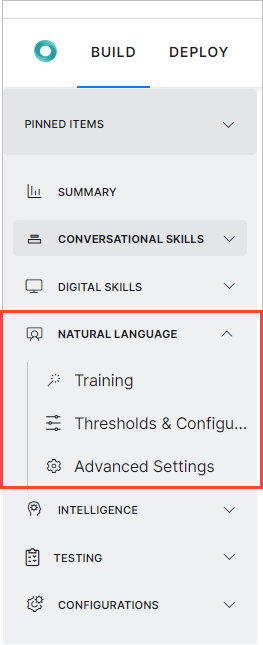 BUILD DEPLOY
PINNED ITEMS
SUMMARY
CONVERSATIONAL SKILLS
DIGITAL SKILLS
NATURAL LANGUAGE
Training
Thresholds & Configu...
Advanced Settings
INTELLIGENCE
TESTING
CONFIGURATIONS